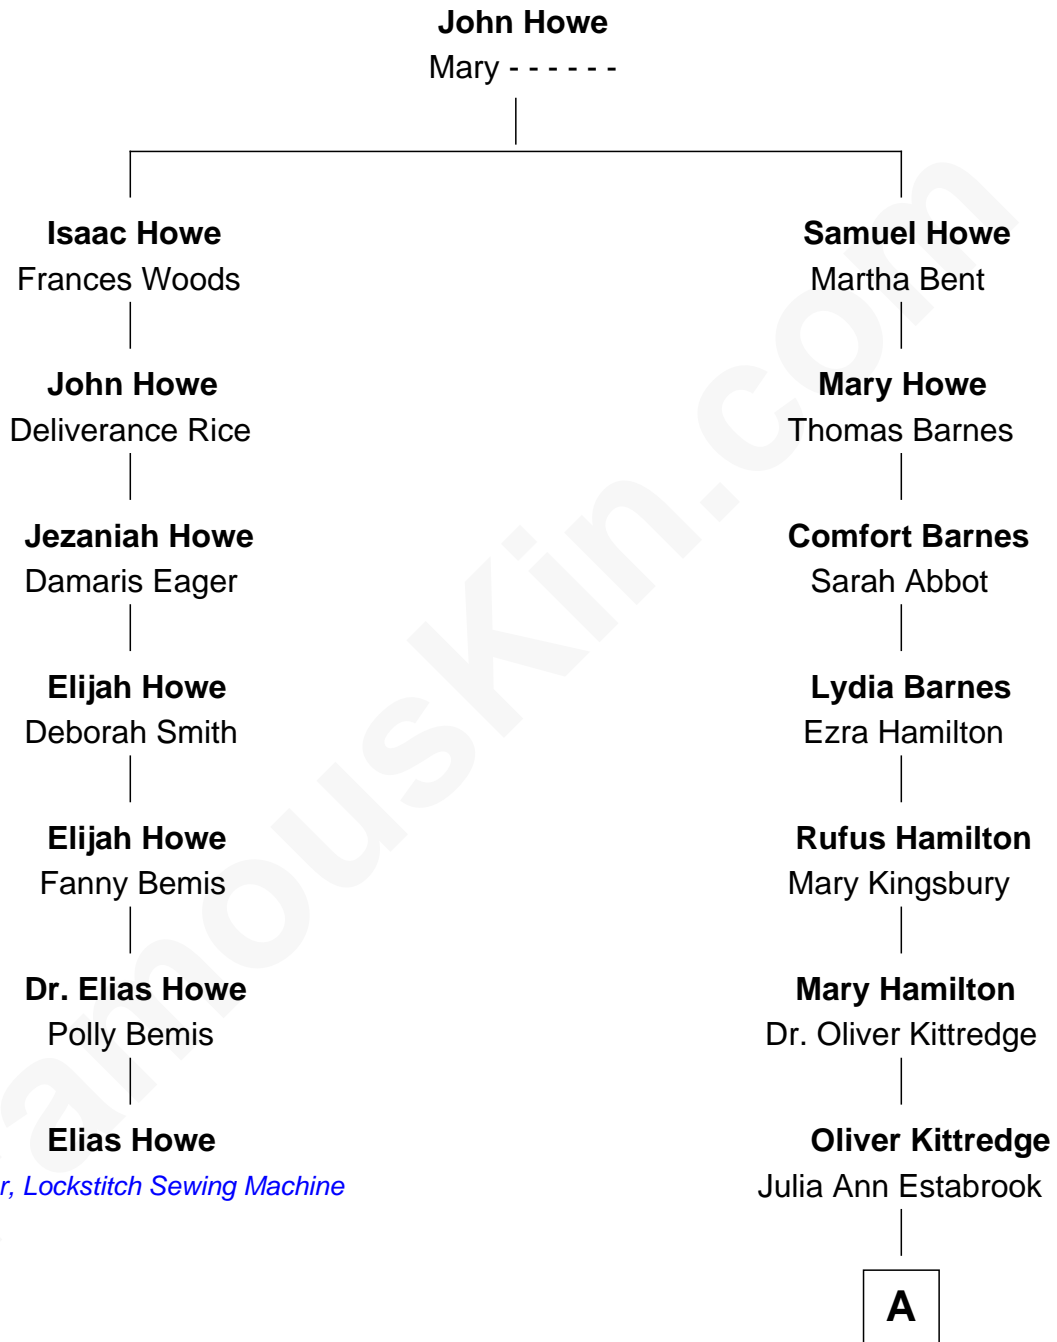 John Howe
Mary - - - - - -
Isaac Howe
Frances Woods
Samuel Howe
Martha Bent
John Howe
Deliverance Rice
Mary Howe
Thomas Barnes
Jezaniah Howe
Damaris Eager
Comfort Barnes
Sarah Abbot
Elijah Howe
Deborah Smith
Lydia Barnes
Ezra Hamilton
Elijah Howe
Fanny Bemis
Rufus Hamilton
Mary Kingsbury
Dr. Elias Howe
Polly Bemis
Mary Hamilton
Dr. Oliver Kittredge
Elias Howe
r, Lockstitch Sewing Machine
Oliver Kittredge
Julia Ann Estabrook
A
amouskin.com